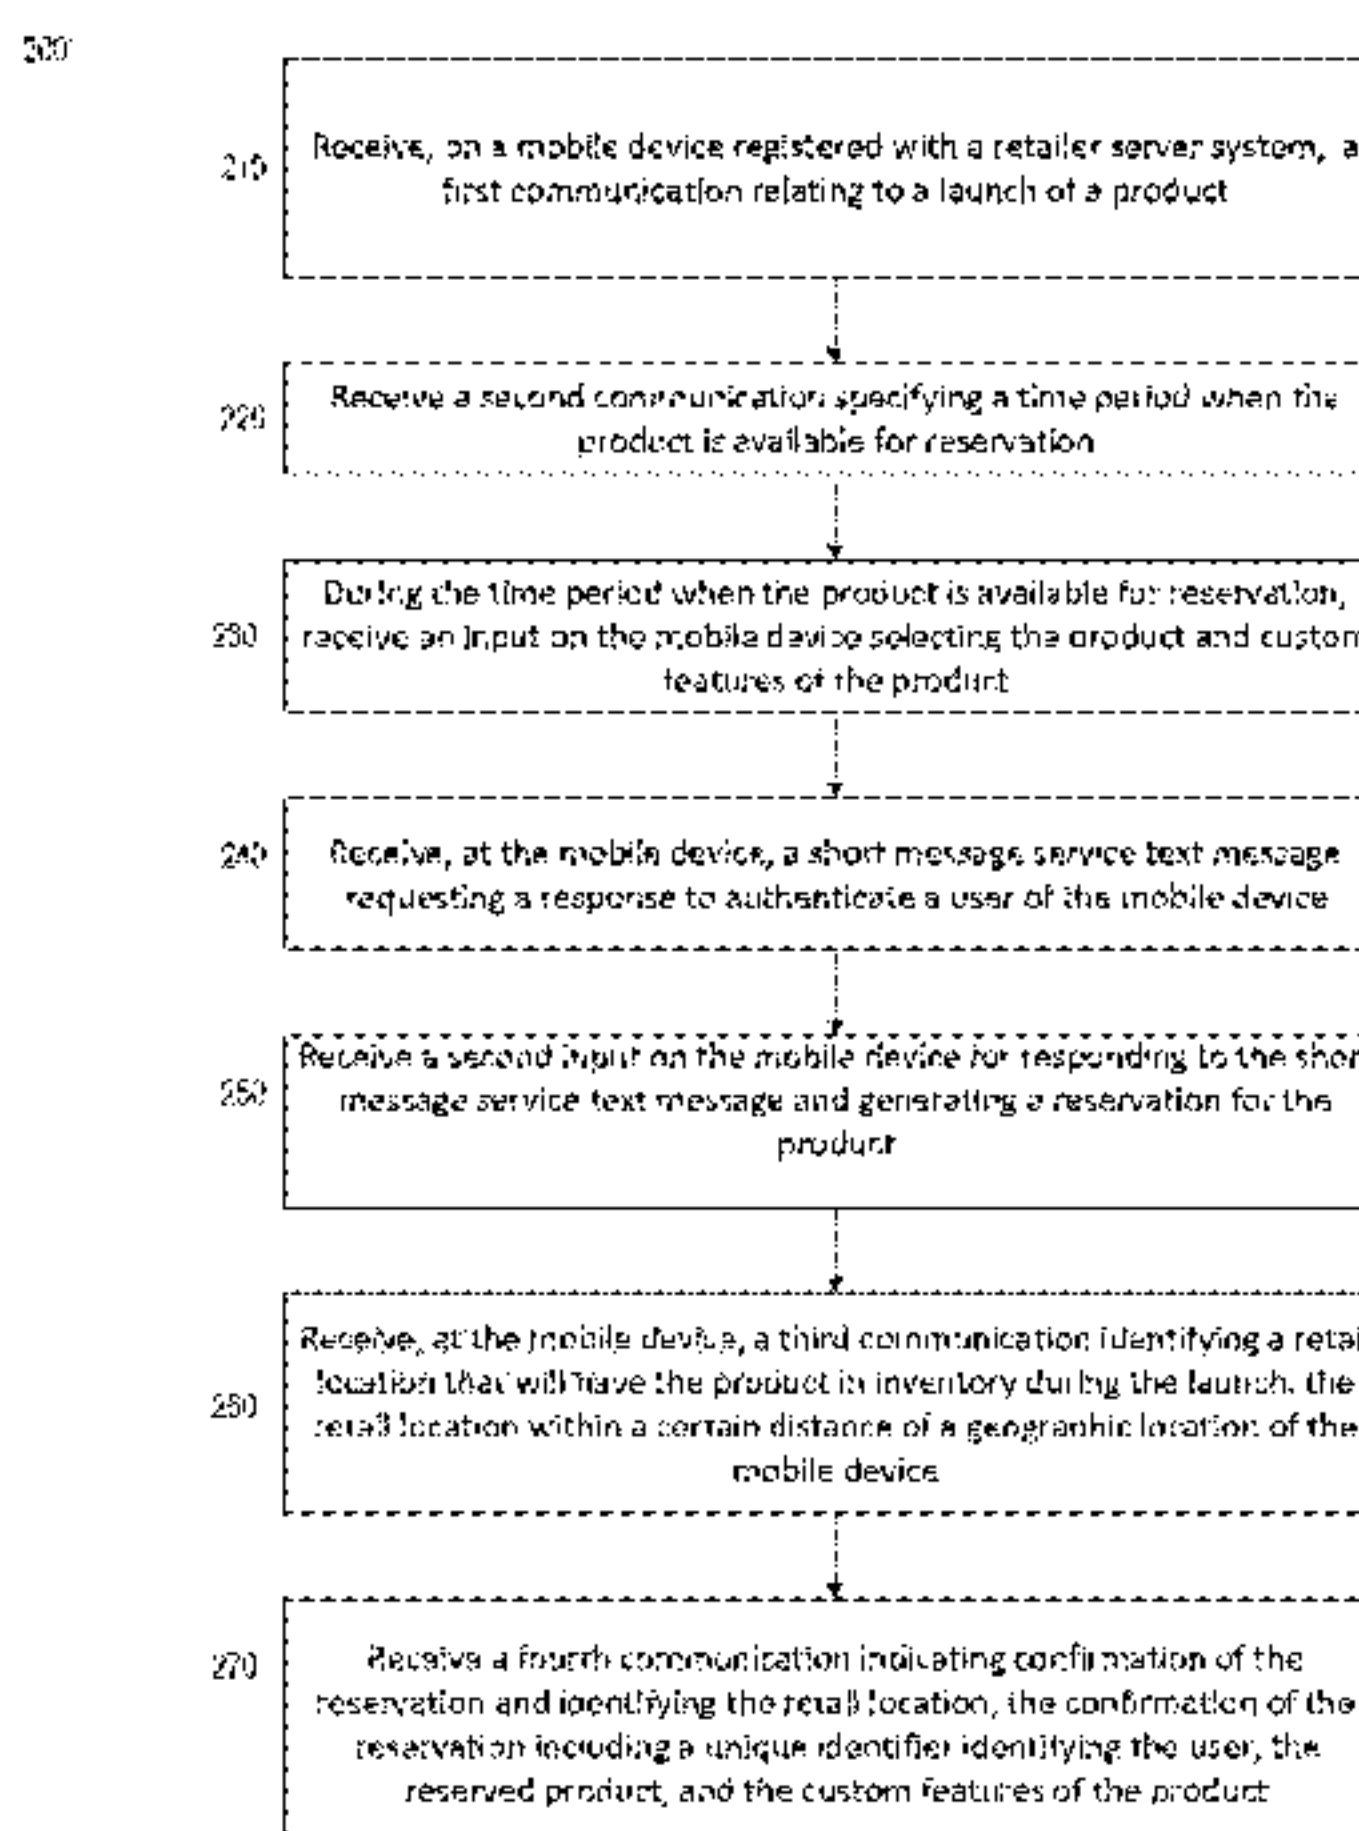 200
210
Receive, on a mobile device registered with a retailer server system, a
first communication relating to a launch of a product
220
Receive a second communication specifying a time period when the
product is available for reservation
230
During the time period when the product is available for reservation,
receive an input on the mobile device selecting the product and custom
features of the product
240
Receive, at the mobile device, a short message service text message
requesting a response to authenticate a user of the mobile device
250
Receive a second input on the mobile device for responding to the shor
message service text message and generating a reservation for the
product
260
Receive, at the mobile device, a third communication identifying a retai
location that will have the product in inventory during the launch, the
retail location within a certain distance of a geographic location of the
mobile device
270
Receive a fourth communication indicating confirmation of the
reservation and identifying the retail location, the confirmation of the
reservation including a unique identifier identifying the user, the
reserved product, and the custom features of the product